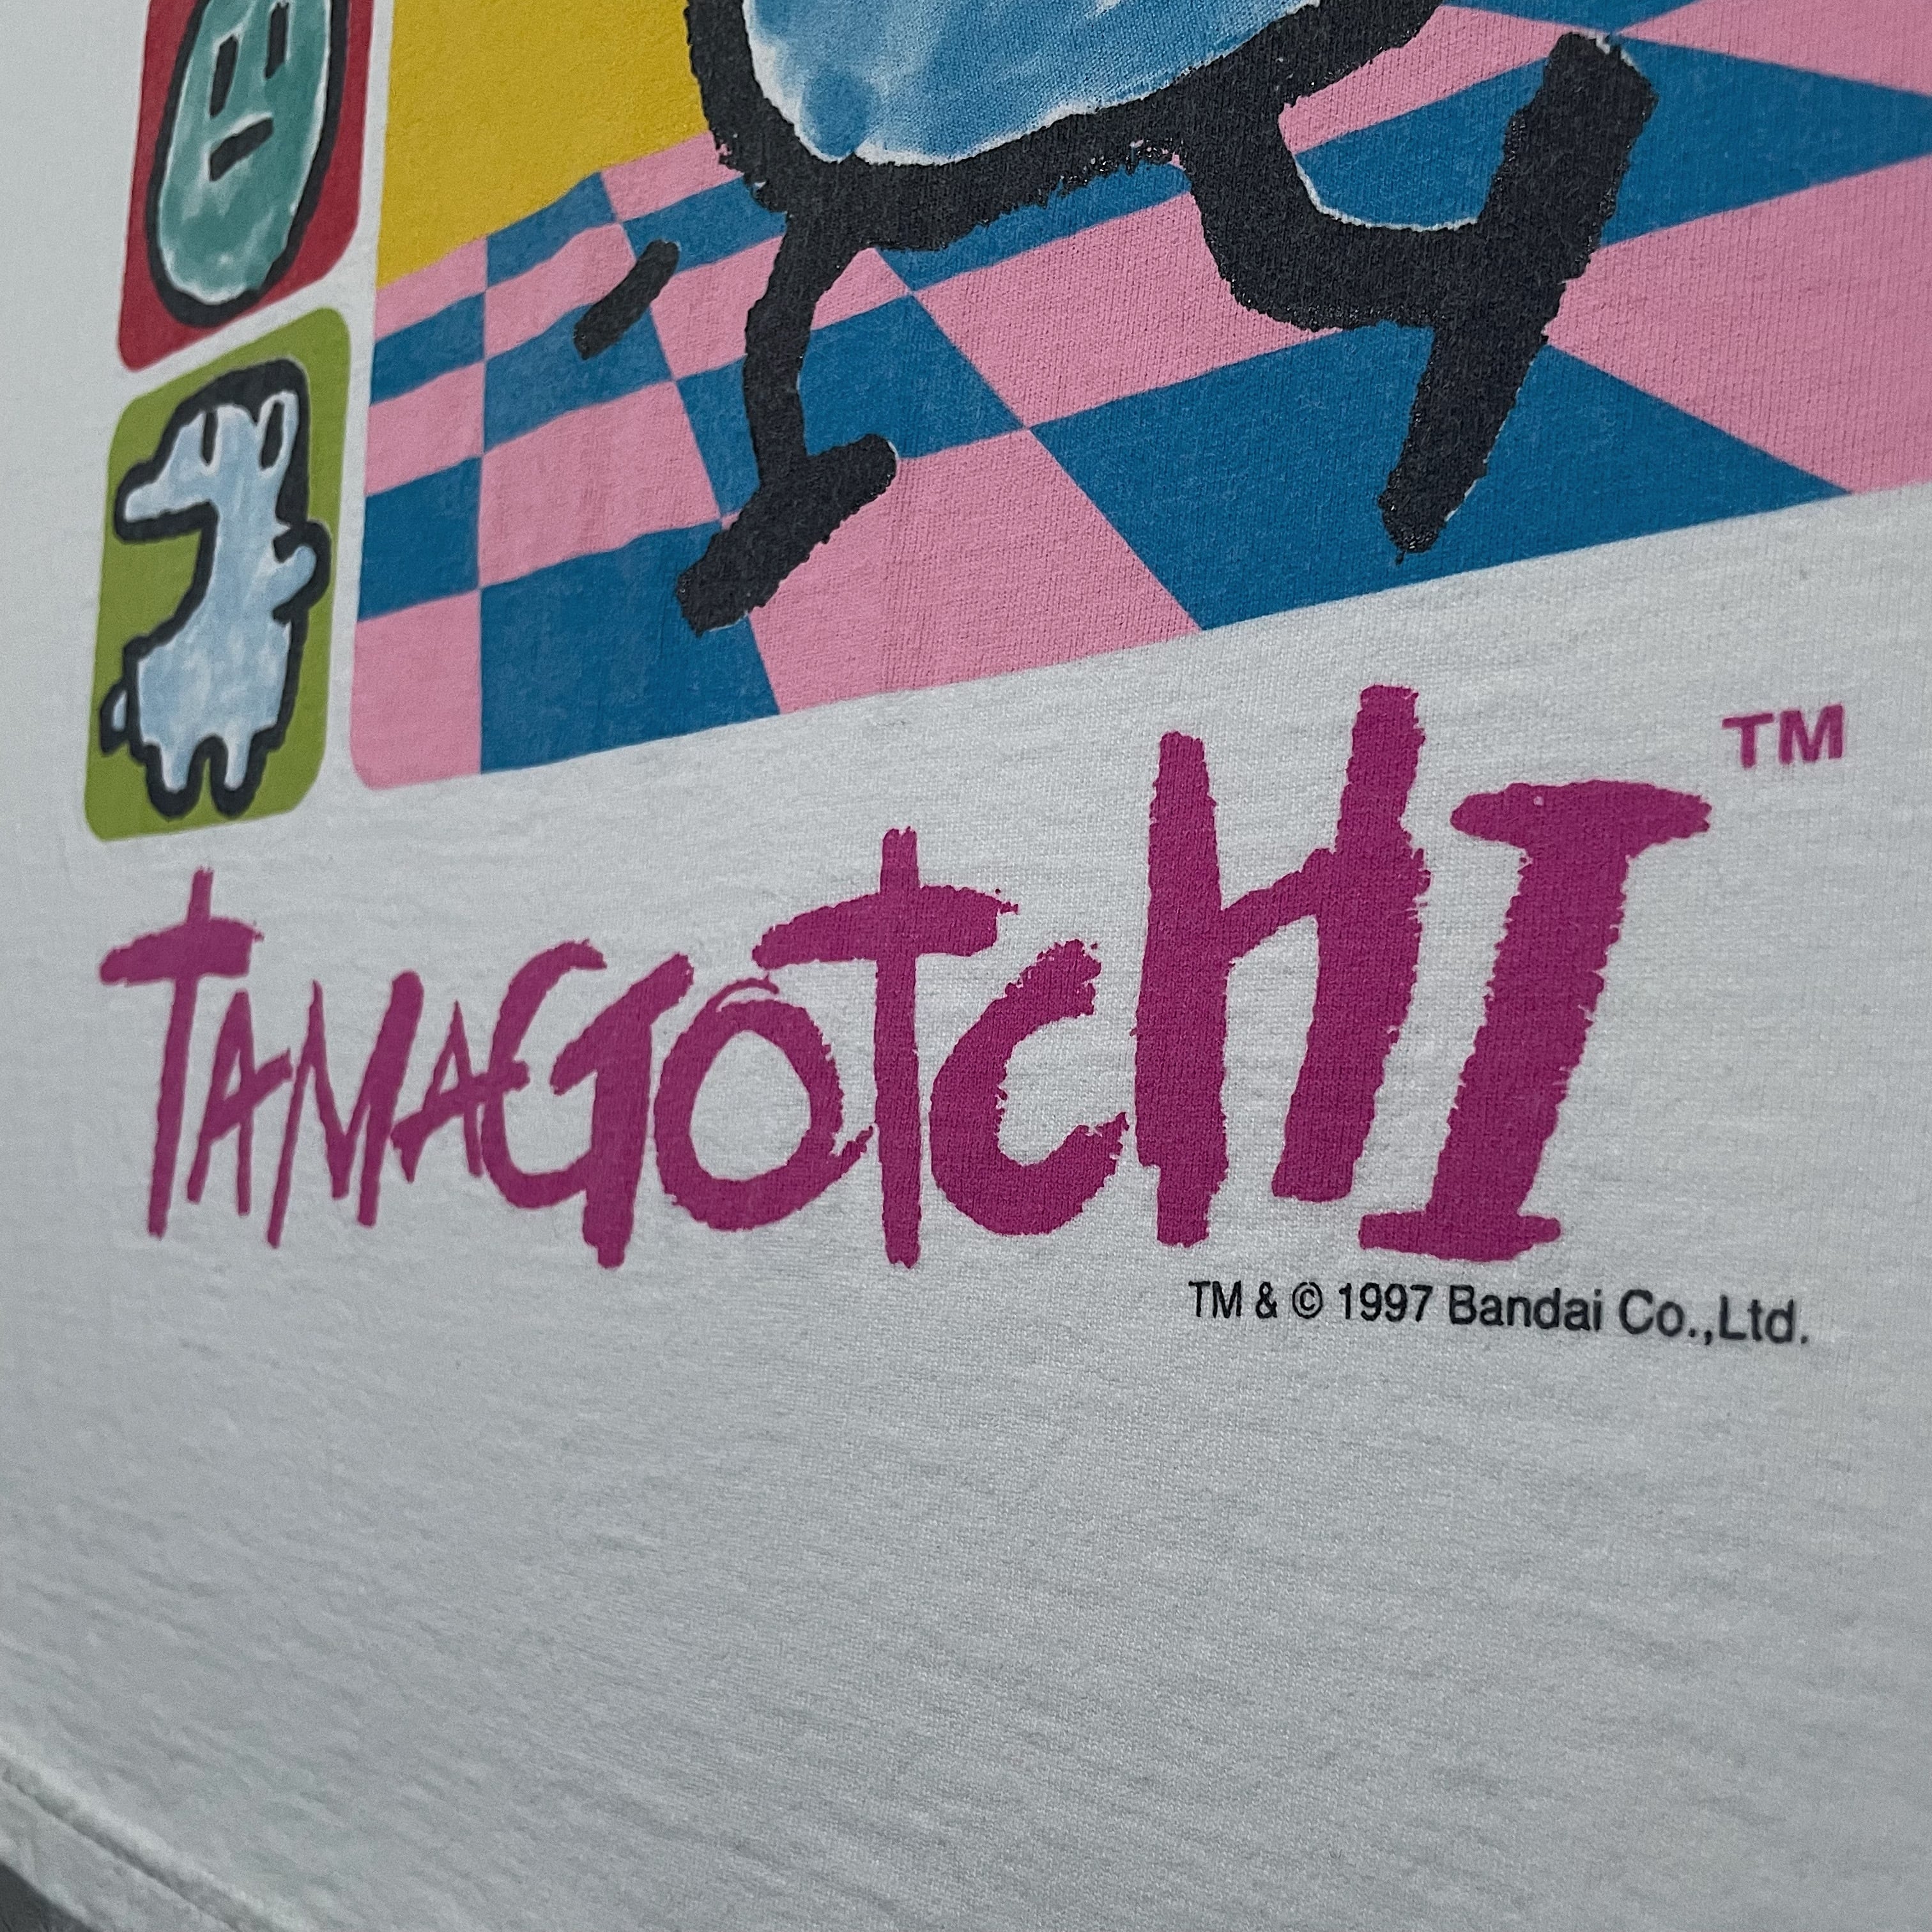 TM
TAMAGOTCHI
TM & © 1997 Bandai Co.,Ltd.